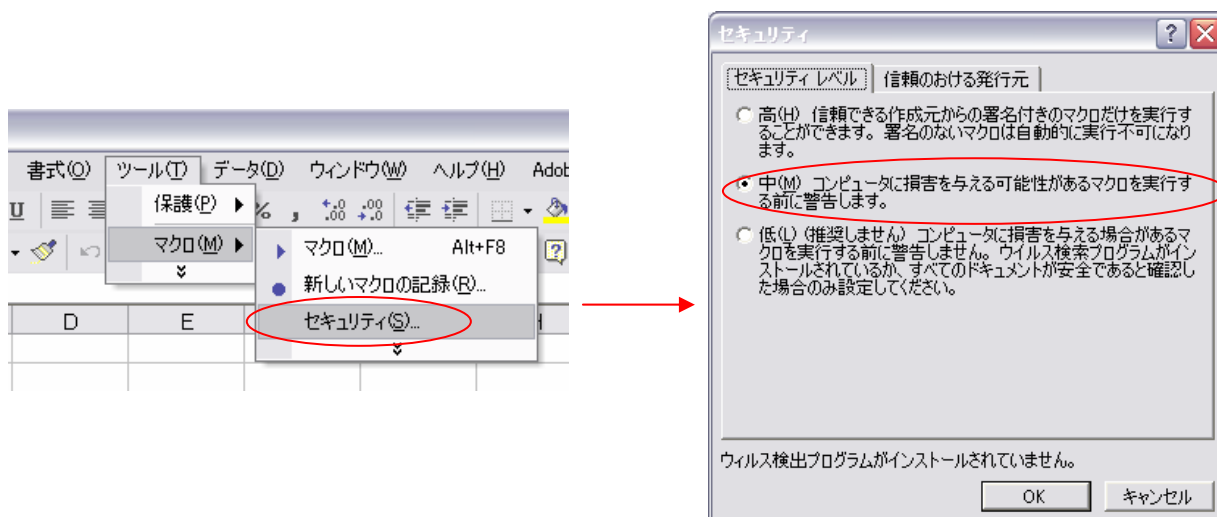 書式(O) ツール(T) データ(D) ウィンドウ(W) ヘルプ(H) Adob
U % ,
保護(P)
マクロ(M)
マクロ(M)... Alt+F8
新しいマクロの記録(R)...
セキュリティ(S)...
D E H
セキュリティ
セキュリティ レベル 信頼のおける発行元
高(H) 信頼できる作成元からの署名付きのマクロだけを実行す
ることができます。署名のないマクロは自動的に実行不可になり
ます。
中(M) コンピュータに損害を与える可能性があるマクロを実行す
る前に警告します。
低(L) (推奨しません) コンピュータに損害を与える場合があるマ
クロを実行する前に警告しません。ウイルス検索プログラムがイン
ストールされているか、すべてのドキュメントが安全であると確認し
た場合のみ設定してください。
ウィルス検出プログラムがインストールされていません。
OK キャンセル